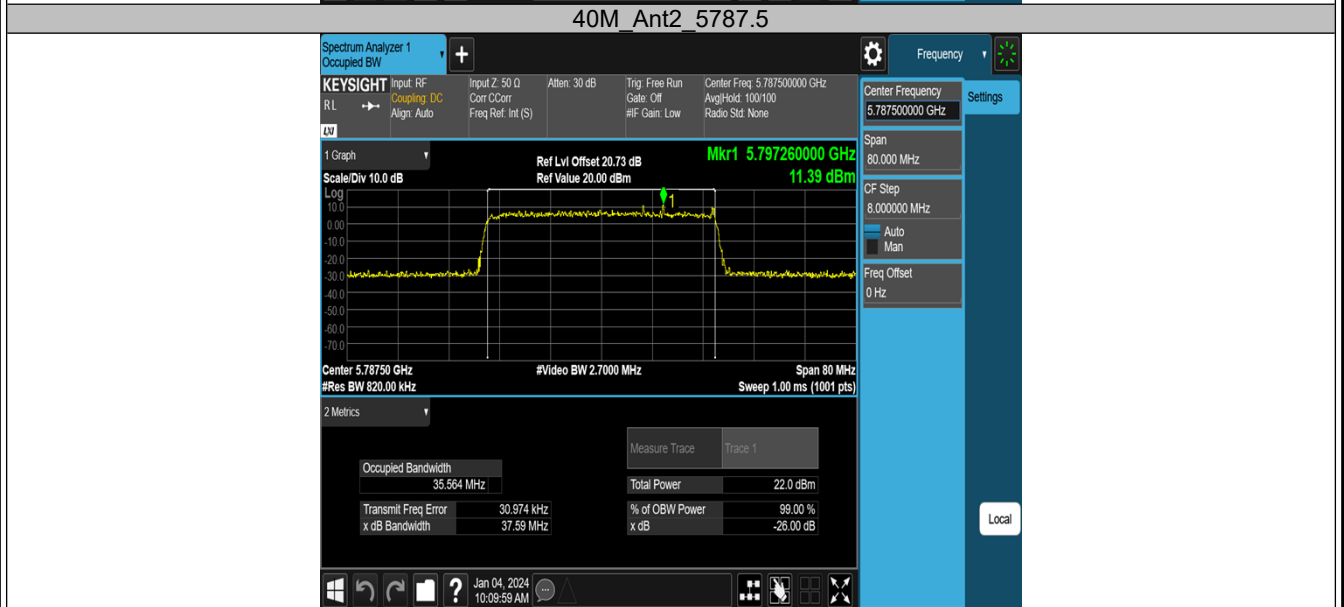 40M_Ant2_5787.5
Spectrum Analyzer 1
Occupied BW
+
Frequency
KEYSIGHT
RL
LXI
Input: RF
Coupling: DC
Align: Auto
Input Z: 50 Ω
Corr CCorr
Freq Ref: Int (S)
Atten: 30 dB
Trig: Free Run
Gate: Off
#IF Gain: Low
Center Freq: 5.787500000 GHz
Avg|Hold: 100/100
Radio Std: None
Center Frequency
5.787500000 GHz
Settings
Span
80.000 MHz
CF Step
8.000000 MHz
Auto
Man
Freq Offset
0 Hz
1 Graph
Scale/Div 10.0 dB
Ref Lvl Offset 20.73 dB
Ref Value 20.00 dBm
Mkr1 5.797260000 GHz
11.39 dBm
Log
10.0
0.00
-10.0
-20.0
-30.0
-40.0
-50.0
-60.0
-70.0
1
Center 5.78750 GHz
#Res BW 820.00 kHz
#Video BW 2.7000 MHz
Span 80 MHz
Sweep 1.00 ms (1001 pts)
2 Metrics
Measure Trace Trace 1
Occupied Bandwidth
35.564 MHz
Total Power 22.0 dBm
Transmit Freq Error 30.974 kHz
% of OBW Power 99.00 %
x dB Bandwidth 37.59 MHz
x dB -26.00 dB
Local
?
Jan 04, 2024
10:09:59 AM